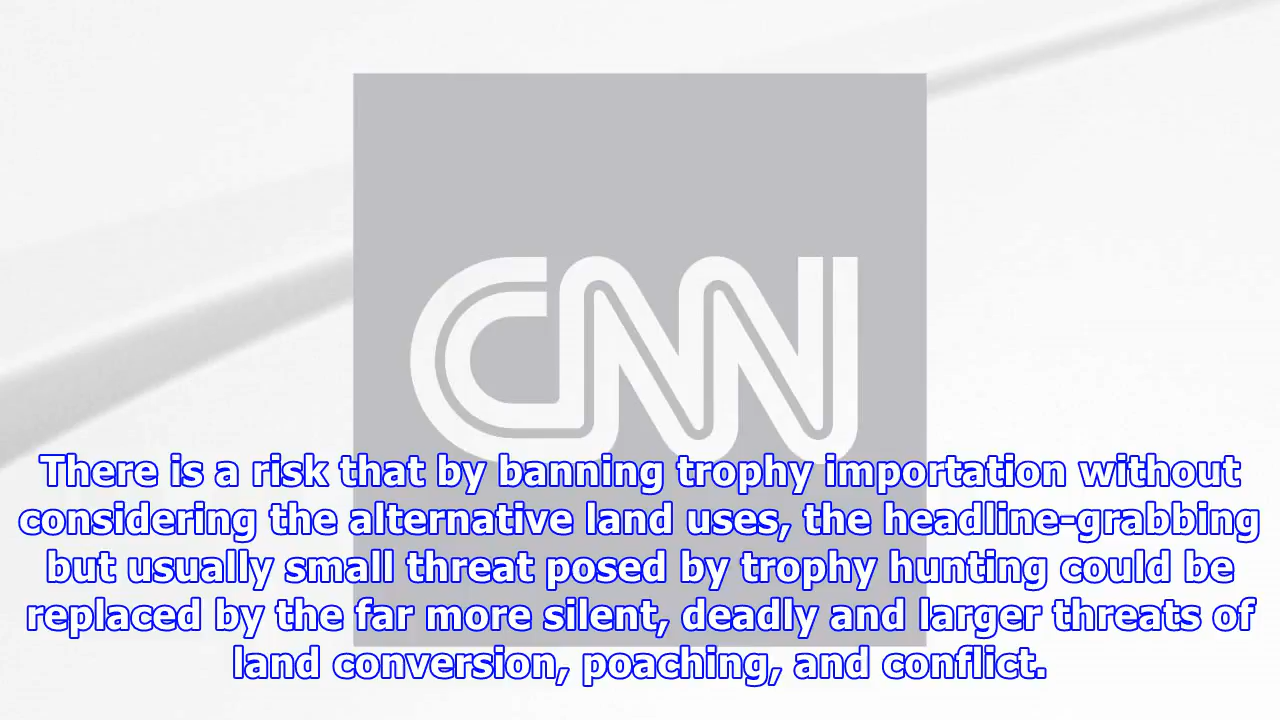 CNN
There is a risk that by banning trophy importation without
considering the alternative land uses, the headline-grabbing
but usually small threat posed by trophy hunting could be
replaced by the far more silent, deadly and larger threats of
land conversion, poaching, and conflict.